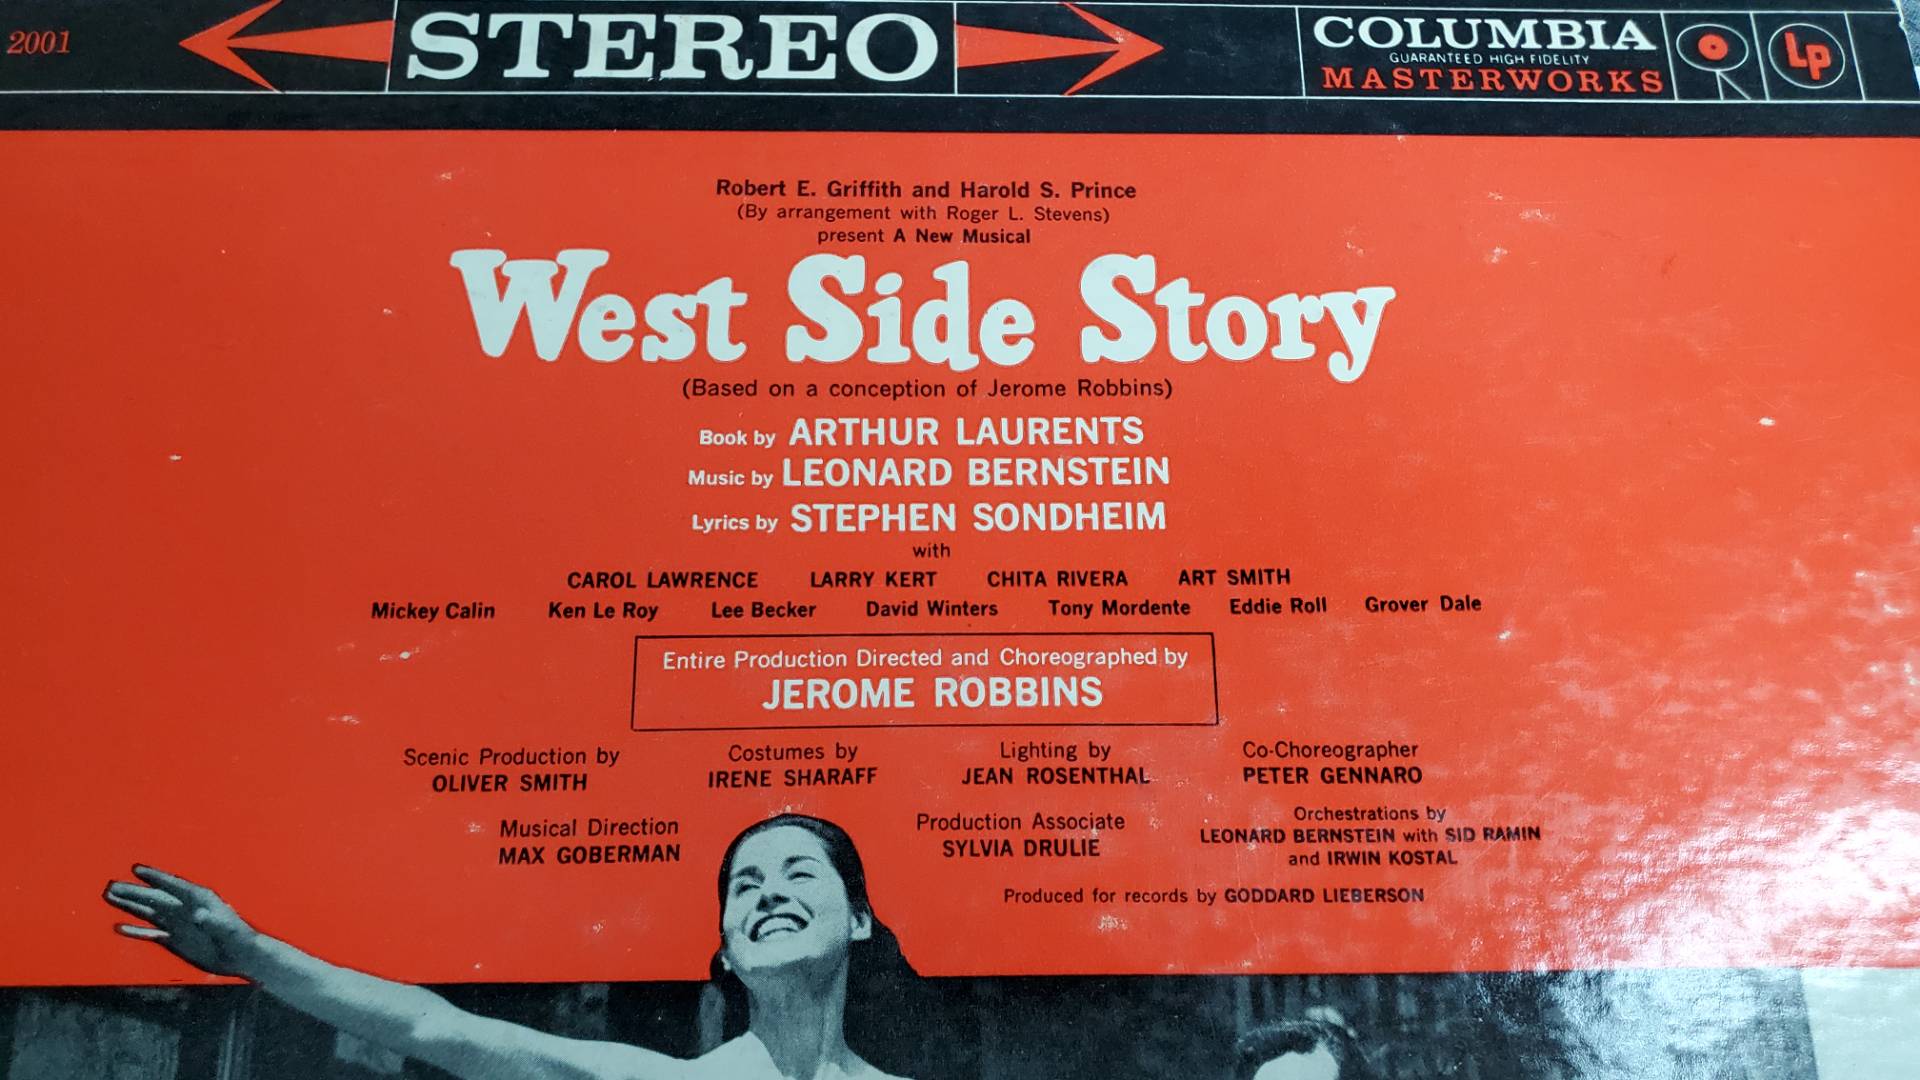 2001 STEREO COLUMBIA
GUARANTEED HIGH FIDELITY
MASTERWORKS
Lp
Robert E. Griffith and Harold S. Prince
(By arrangement with Roger L. Stevens)
present A New Musical
West Side Story
(Based on a conception of Jerome Robbins)
Book by ARTHUR LAURENTS
Music by LEONARD BERNSTEIN
Lyrics by STEPHEN SONDHEIM
with
CAROL LAWRENCE LARRY KERT CHITA RIVERA ART SMITH
Mickey Calin Ken Le Roy Lee Becker David Winters Tony Mordente Eddie Roll Grover Dale
Entire Production Directed and Choreographed by
JEROME ROBBINS
Scenic Production by
OLIVER SMITH
Costumes by
IRENE SHARAFF
Lighting by
JEAN ROSENTHAL
Co-Choreographer
PETER GENNARO
Musical Direction
MAX GOBERMAN
Production Associate
SYLVIA DRULIE
Orchestrations by
LEONARD BERNSTEIN with SID RAMIN
and IRWIN KOSTAL
Produced for records by GODDARD LIEBERSON